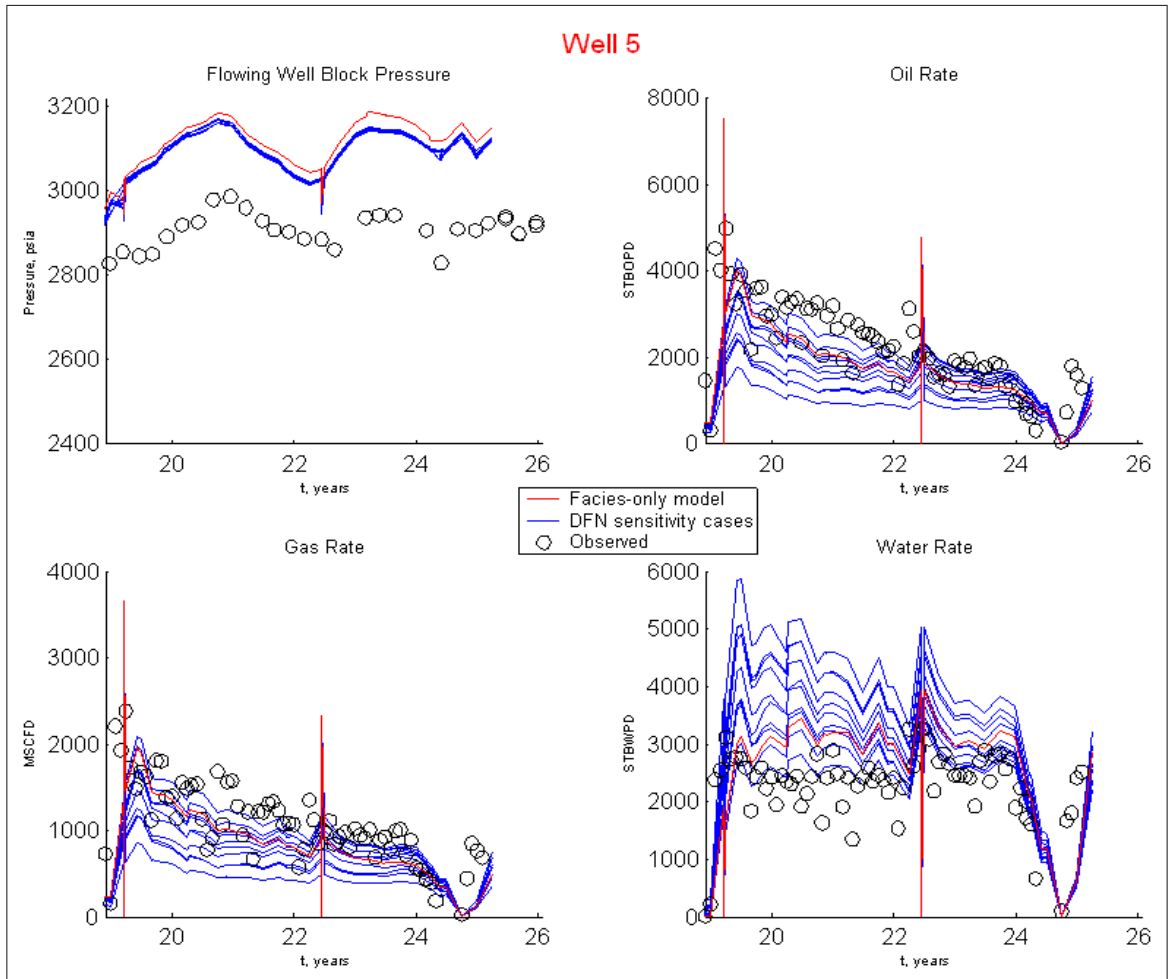 Well 5
Flowing Well Block Pressure
3200
3000
2800
2600
2400
Pressure, psia
20 22 24 26
t, years
Oil Rate
8000
6000
4000
2000
0
STBOPD
20 22 24 26
t, years
Facies-only model
DFN sensitivity cases
Observed
Gas Rate
4000
3000
2000
1000
0
MSCFD
20 22 24 26
t, years
Water Rate
6000
5000
4000
3000
2000
1000
0
STBWPD
20 22 24 26
t, years